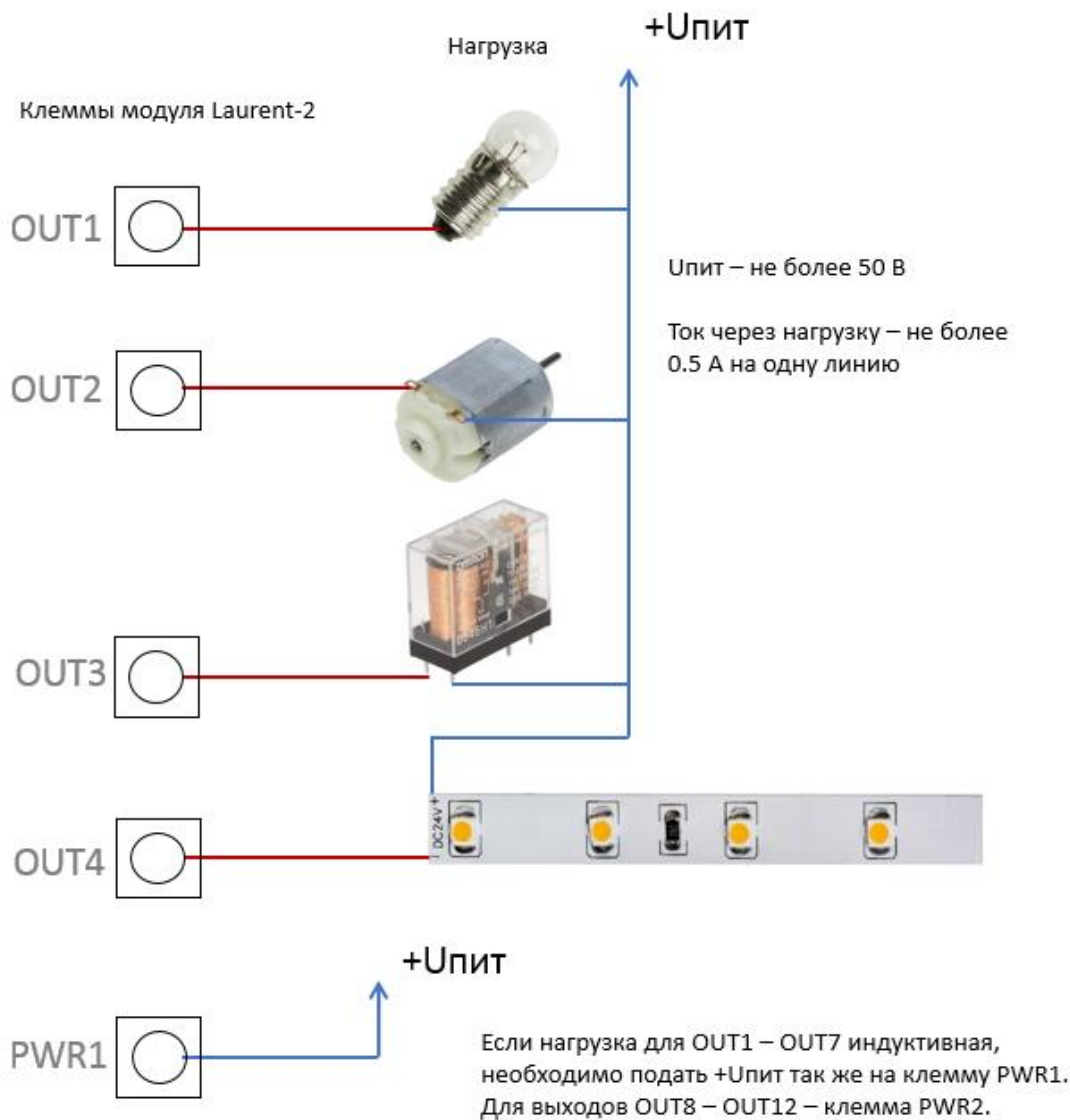 +Uпит
Нагрузка
Клеммы модуля Laurent-2
OUT1
Uпит – не более 50 В
Ток через нагрузку – не более
0.5 А на одну линию
OUT2
OUT3
OUT4
DC24V
+Uпит
PWR1
Если нагрузка для OUT1 – OUT7 индуктивная,
необходимо подать +Uпит так же на клемму PWR1.
Для выходов OUT8 – OUT12 – клемма PWR2.